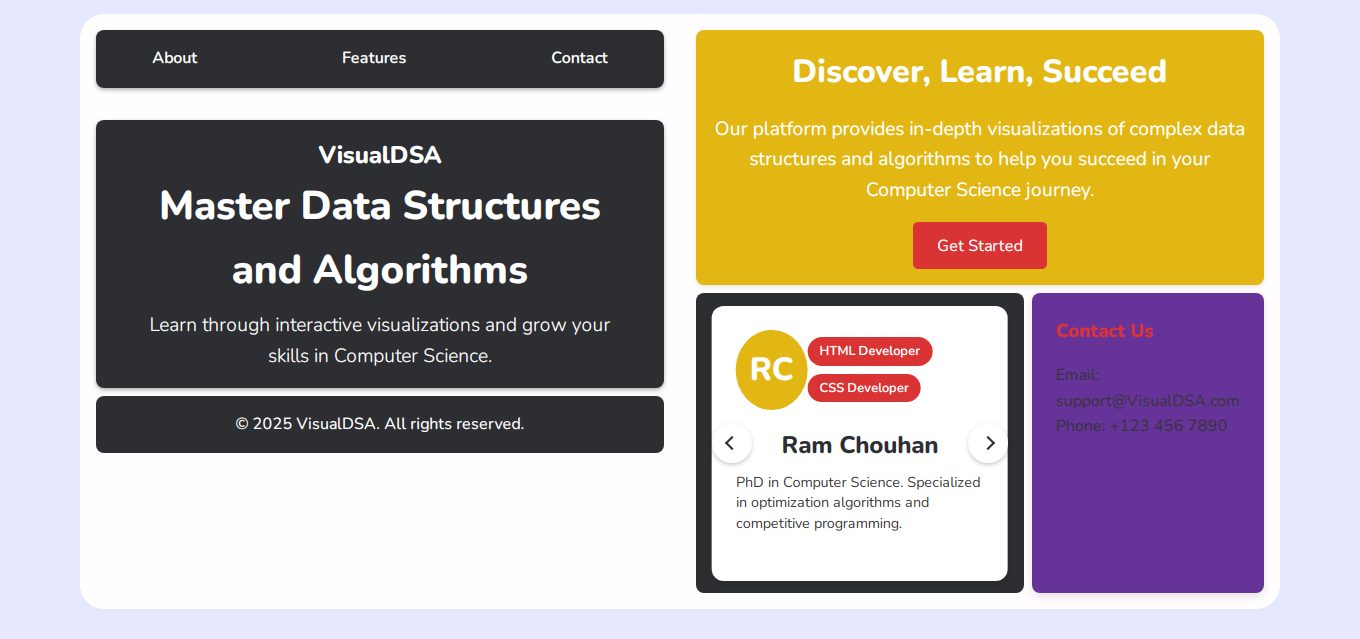 About
Features
Contact
VisualDSA
Master Data Structures
and Algorithms
Learn through interactive visualizations and grow your
skills in Computer Science.
© 2025 VisualDSA. All rights reserved.
Discover, Learn, Succeed
Our platform provides in-depth visualizations of complex data
structures and algorithms to help you succeed in your
Computer Science journey.
Get Started
RC
HTML Developer
CSS Developer
Ram Chouhan
PhD in Computer Science. Specialized
in optimization algorithms and
competitive programming.
Contact Us
Email:
support@VisualDSA.com
Phone: +123 456 7890